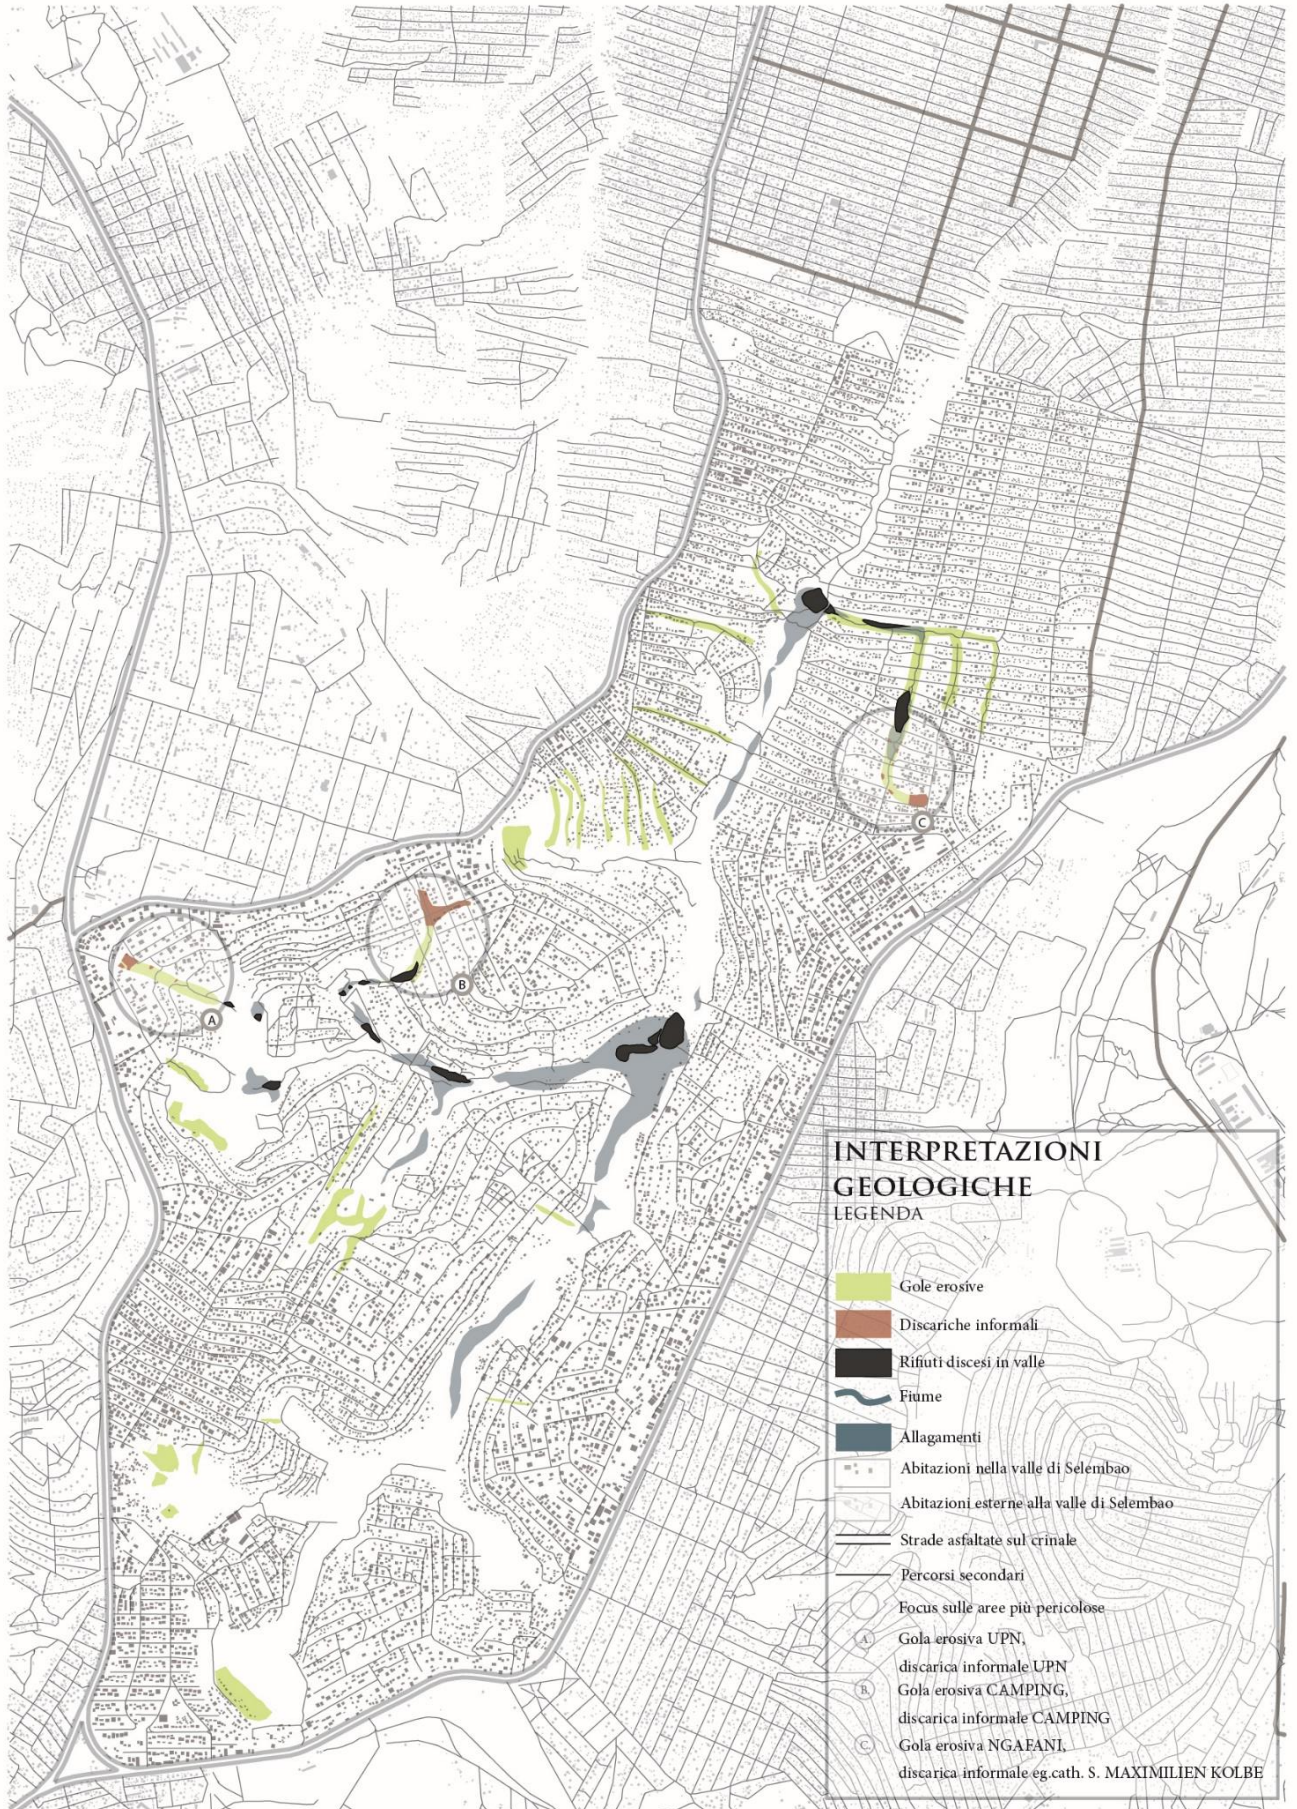 A
B
C
INTERPRETAZIONI
GEOLOGICHE
LEGENDA
Gole erosive
Discariche informali
Rifiuti discesi in valle
Fiume
Allagamenti
Abitazioni nella valle di Selembao
Abitazioni esterne alla valle di Selembao
Strade asfaltate sul crinale
Percorsi secondari
Focus sulle aree più pericolose
A Gola erosiva UPN,
discarica informale UPN
B Gola erosiva CAMPING,
discarica informale CAMPING
C Gola erosiva NGAFANI,
discarica informale eg.cath. S. MAXIMILIEN KOLBE